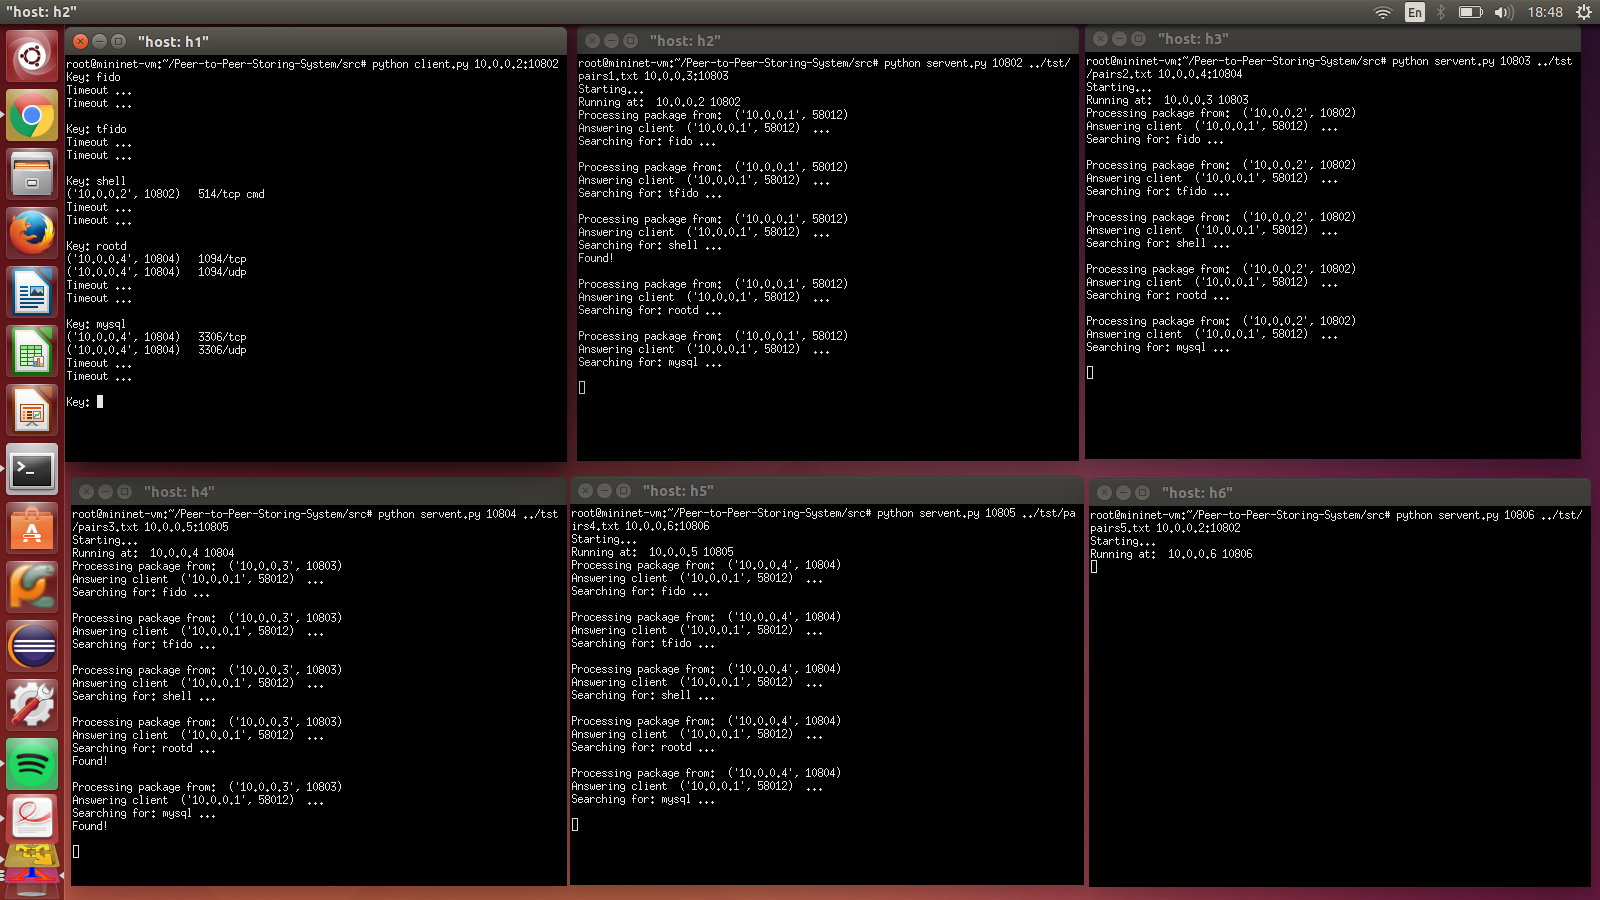 "host: h2"
En
18:48
"host: h1"
root@mininet-vm:~/Peer-to-Peer-Storing-System/src# python client.py 10.0.0.2:10802
Key: fido
Timeout ...
Timeout ...
Key: tfido
Timeout ...
Timeout ...
Key: shell
('10.0.0.2', 10802)   514/tcp cmd
Timeout ...
Timeout ...
Key: rootd
('10.0.0.4', 10804)   1094/tcp
('10.0.0.4', 10804)   1094/udp
Timeout ...
Timeout ...
Key: mysql
('10.0.0.4', 10804)   3306/tcp
('10.0.0.4', 10804)   3306/udp
Timeout ...
Timeout ...
Key:
"host: h2"
root@mininet-vm:~/Peer-to-Peer-Storing-System/src# python servent.py 10802 ../tst/
pairs1.txt 10.0.0.3:10803
Starting...
Running at:  10.0.0.2 10802
Processing package from:  ('10.0.0.1', 58012)
Answering client  ('10.0.0.1', 58012)  ...
Searching for: fido ...
Processing package from:  ('10.0.0.1', 58012)
Answering client  ('10.0.0.1', 58012)  ...
Searching for: tfido ...
Processing package from:  ('10.0.0.1', 58012)
Answering client  ('10.0.0.1', 58012)  ...
Searching for: shell ...
Found!
Processing package from:  ('10.0.0.1', 58012)
Answering client  ('10.0.0.1', 58012)  ...
Searching for: rootd ...
Processing package from:  ('10.0.0.1', 58012)
Answering client  ('10.0.0.1', 58012)  ...
Searching for: mysql ...
"host: h3"
root@mininet-vm:~/Peer-to-Peer-Storing-System/src# python servent.py 10803 ../tst
/pairs2.txt 10.0.0.4:10804
Starting...
Running at:  10.0.0.3 10803
Processing package from:  ('10.0.0.2', 10802)
Answering client  ('10.0.0.1', 58012)  ...
Searching for: fido ...
Processing package from:  ('10.0.0.2', 10802)
Answering client  ('10.0.0.1', 58012)  ...
Searching for: tfido ...
Processing package from:  ('10.0.0.2', 10802)
Answering client  ('10.0.0.1', 58012)  ...
Searching for: shell ...
Processing package from:  ('10.0.0.2', 10802)
Answering client  ('10.0.0.1', 58012)  ...
Searching for: rootd ...
Processing package from:  ('10.0.0.2', 10802)
Answering client  ('10.0.0.1', 58012)  ...
Searching for: mysql ...
"host: h4"
root@mininet-vm:~/Peer-to-Peer-Storing-System/src# python servent.py 10804 ../tst
/pairs3.txt 10.0.0.5:10805
Starting...
Running at:  10.0.0.4 10804
Processing package from:  ('10.0.0.3', 10803)
Answering client  ('10.0.0.1', 58012)  ...
Searching for: fido ...
Processing package from:  ('10.0.0.3', 10803)
Answering client  ('10.0.0.1', 58012)  ...
Searching for: tfido ...
Processing package from:  ('10.0.0.3', 10803)
Answering client  ('10.0.0.1', 58012)  ...
Searching for: shell ...
Processing package from:  ('10.0.0.3', 10803)
Answering client  ('10.0.0.1', 58012)  ...
Searching for: rootd ...
Found!
Processing package from:  ('10.0.0.3', 10803)
Answering client  ('10.0.0.1', 58012)  ...
Searching for: mysql ...
Found!
"host: h5"
root@mininet-vm:~/Peer-to-Peer-Storing-System/src# python servent.py 10805 ../tst/pa
irs4.txt 10.0.0.6:10806
Starting...
Running at:  10.0.0.5 10805
Processing package from:  ('10.0.0.4', 10804)
Answering client  ('10.0.0.1', 58012)  ...
Searching for: fido ...
Processing package from:  ('10.0.0.4', 10804)
Answering client  ('10.0.0.1', 58012)  ...
Searching for: tfido ...
Processing package from:  ('10.0.0.4', 10804)
Answering client  ('10.0.0.1', 58012)  ...
Searching for: shell ...
Processing package from:  ('10.0.0.4', 10804)
Answering client  ('10.0.0.1', 58012)  ...
Searching for: rootd ...
Processing package from:  ('10.0.0.4', 10804)
Answering client  ('10.0.0.1', 58012)  ...
Searching for: mysql ...
"host: h6"
root@mininet-vm:~/Peer-to-Peer-Storing-System/src# python servent.py 10806 ../tst/
pairs5.txt 10.0.0.2:10802
Starting...
Running at:  10.0.0.6 10806